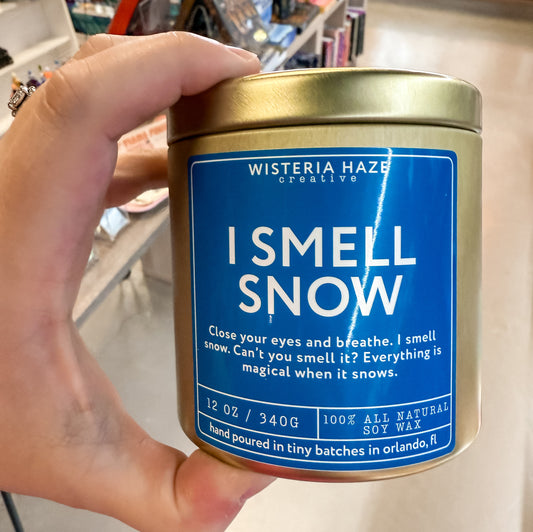 WISTERIA HAZE
creative
I SMELL
SNOW
Close your eyes and breathe. I smell
snow. Can't you smell it? Everything is
magical when it snows.
12 OZ / 340G
100% ALL NATURAL
SOY WAX
hand poured in tiny batches in orlando, fl